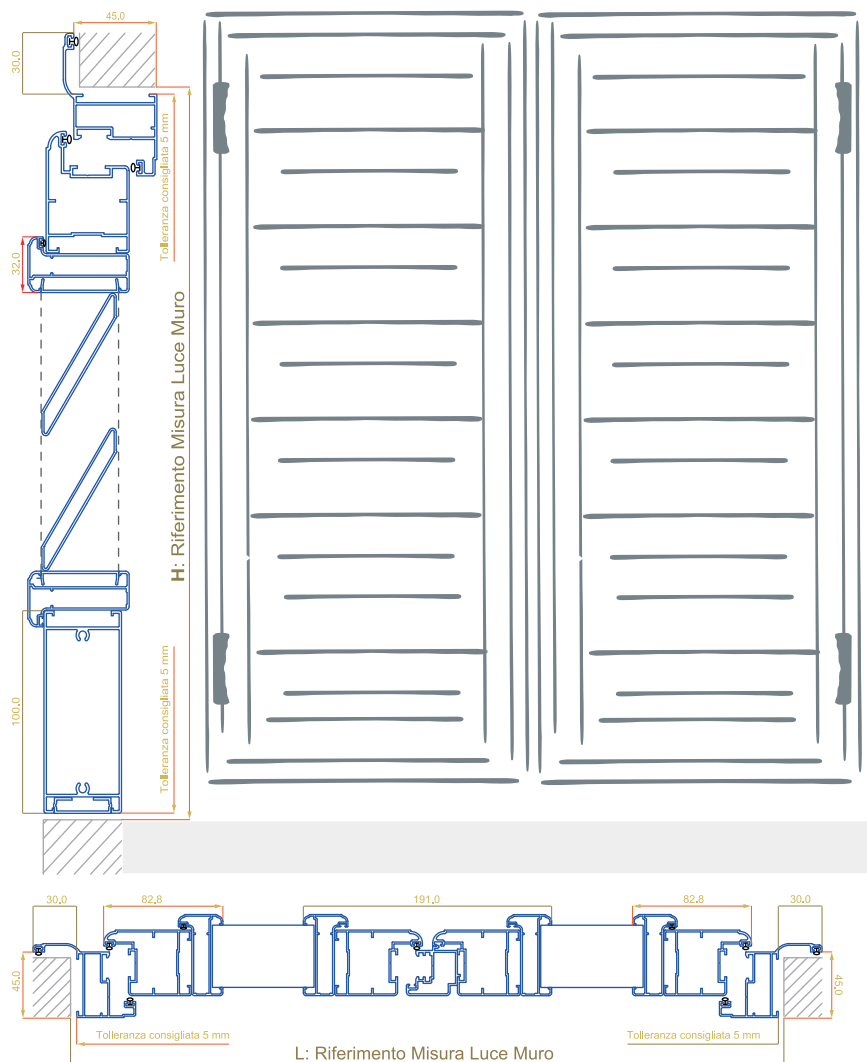 45.0
30.0
Tolleranza consigliata 5 mm
32.0
H: Riferimento Misura Luce Muro
100.0
Tolleranza consigliata 5 mm
30.0
82.8
191.0
82.8
30.0
45.0
45.0
Tolleranza consigliata 5 mm
Tolleranza consigliata 5 mm
L: Riferimento Misura Luce Muro